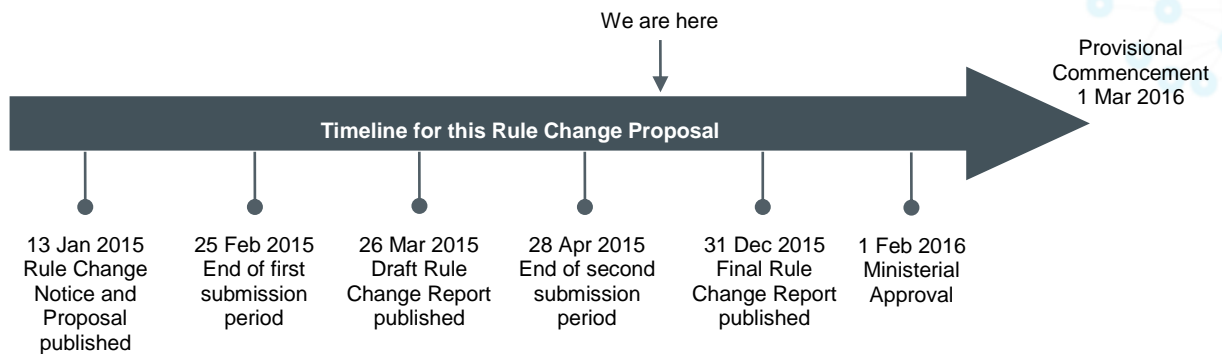 We are here
Provisional
Commencement
1 Mar 2016
Timeline for this Rule Change Proposal
13 Jan 2015
Rule Change
Notice and
Proposal
published
25 Feb 2015
End of first
submission
period
26 Mar 2015
Draft Rule
Change Report
published
28 Apr 2015
End of second
submission
period
31 Dec 2015
Final Rule
Change Report
published
1 Feb 2016
Ministerial
Approval